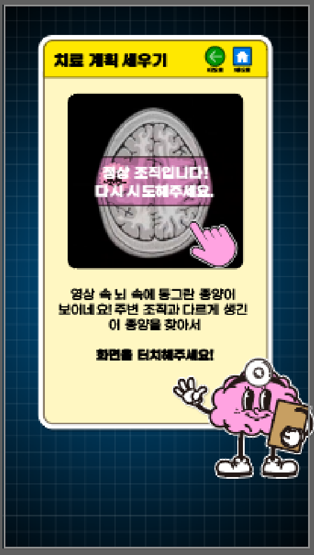 치료 계획 세우기
정상 조직입니다!
다시 시도해주세요.
영상 속 뇌 속에 동그란 종양이
보이네요! 주변 조직과 다르게 생긴
이 종양을 찾아서
화면을 터치해주세요!